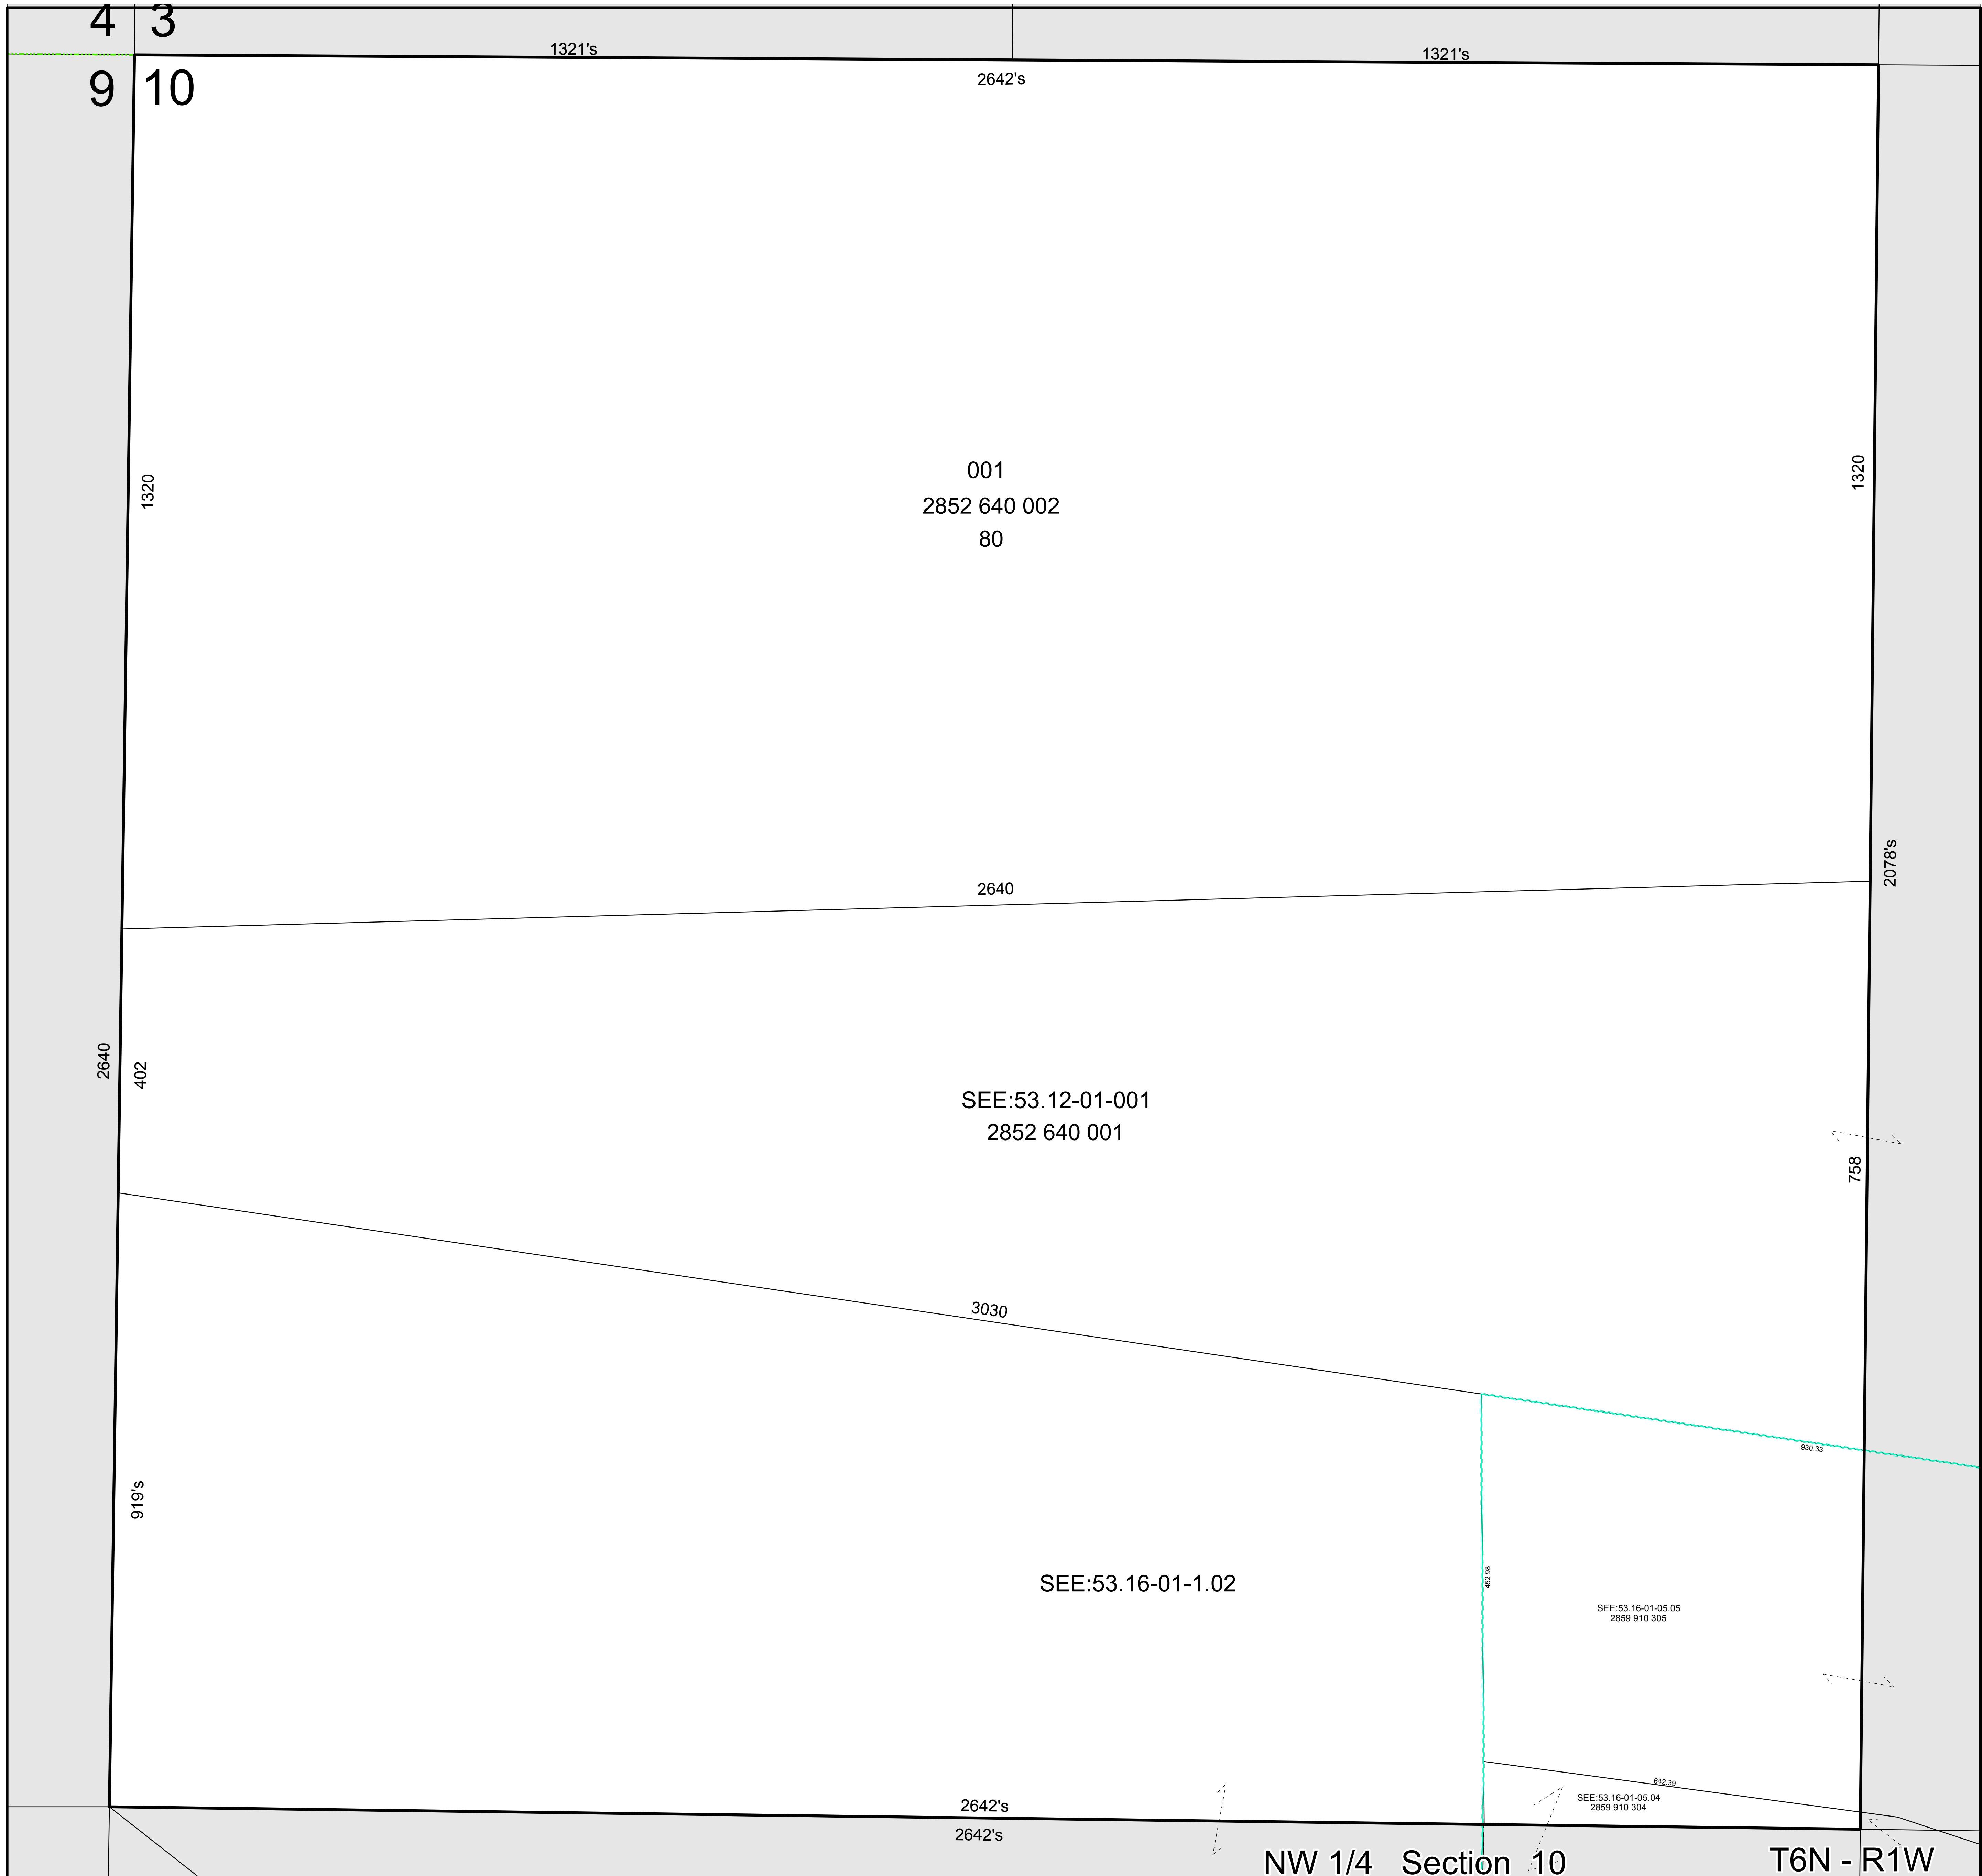 4 3
1321's
1321's
9 10
2642's
1320
1320
001
2852 640 002
80
2078's
2640
2640
402
SEE:53.12-01-001
2852 640 001
758
3030
930.33
919's
452.98
SEE:53.16-01-1.02
SEE:53.16-01-05.05
2859 910 305
642.39
SEE:53.16-01-05.04
2859 910 304
2642's
2642's
NW 1/4 Section 10
T6N - R1W